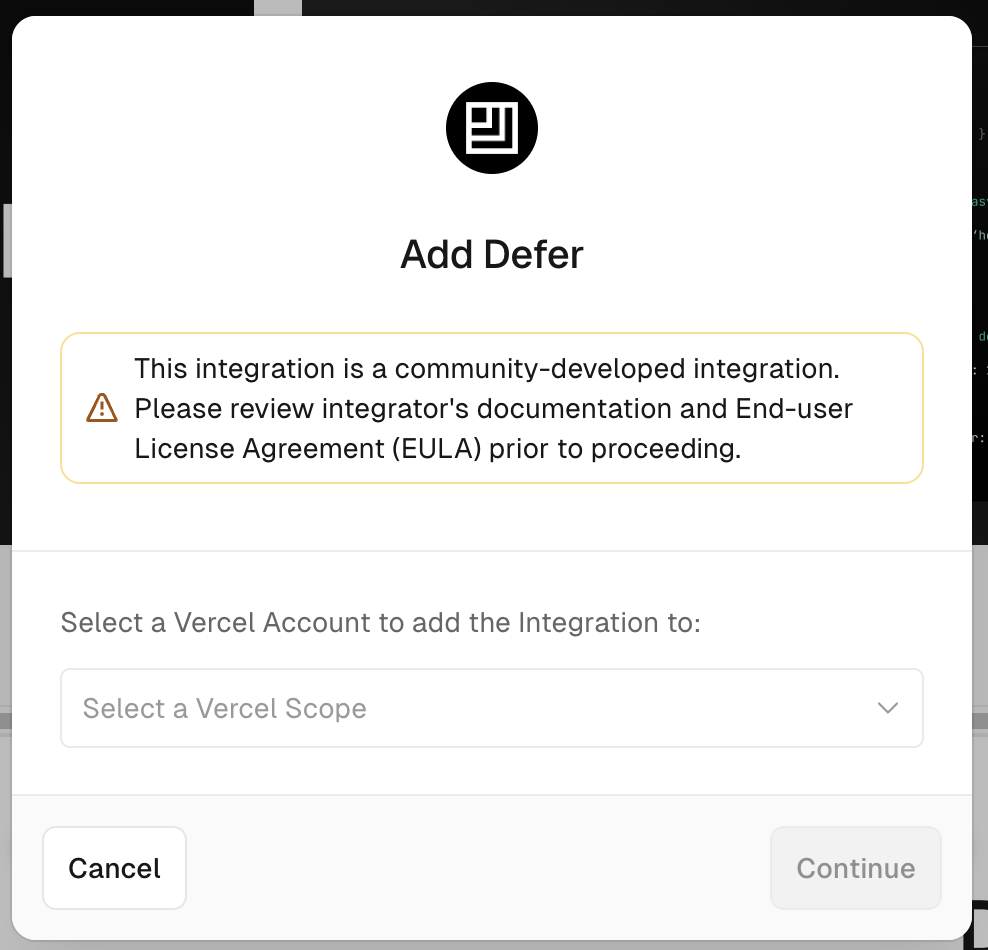 Add Defer
This integration is a community-developed integration.
Please review integrator's documentation and End-user
License Agreement (EULA) prior to proceeding.
Select a Vercel Account to add the Integration to:
Select a Vercel Scope
Cancel
Continue